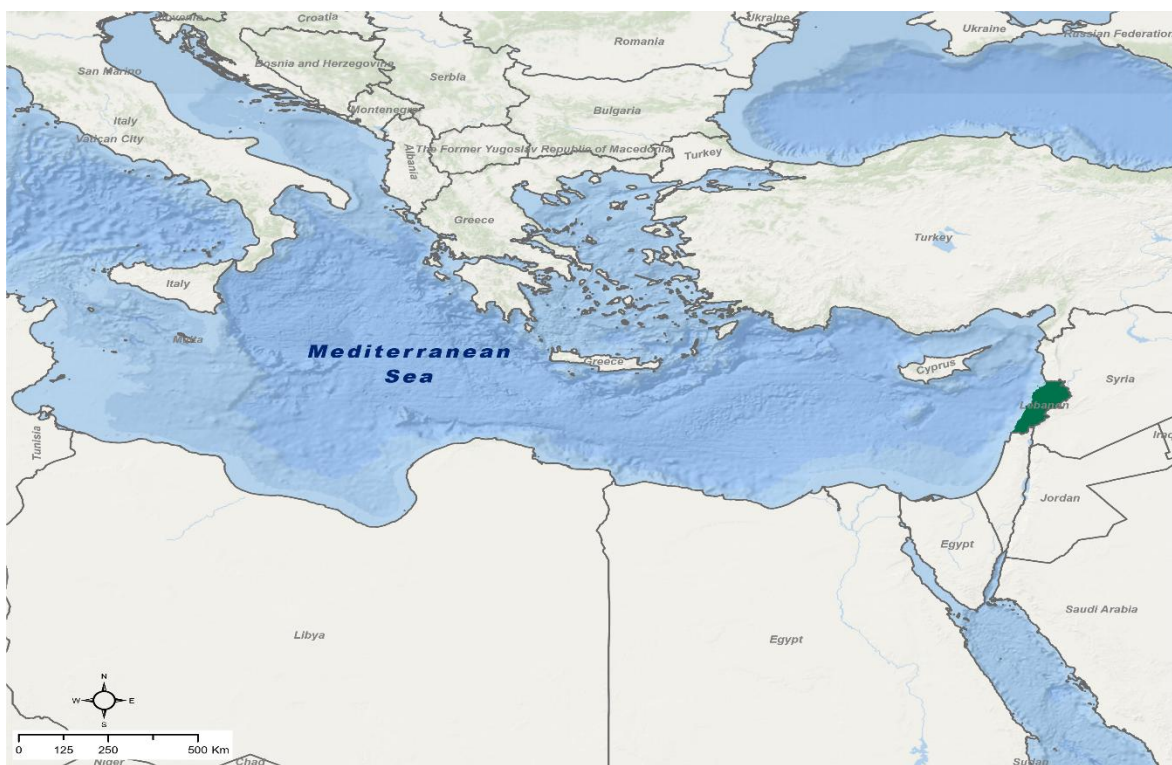 Slovenia
Croatia
Ukraine
Ukraine
Russian Federation
Romania
San Marino
Bosnia and Herzegovina
Serbia
Italy
Montenegro
Bulgaria
Vatican City
Albania
The Former Yugoslav Republic of Macedonia
Turkey
Greece
Turkey
Italy
Malta
Mediterranean
Sea
Greece
Cyprus
Syria
Lebanon
Tunisia
Iraq
Jordan
Egypt
Saudi Arabia
Libya
Egypt
N
W
E
S
0 125 250 500 Km
Niger
Chad
Sudan